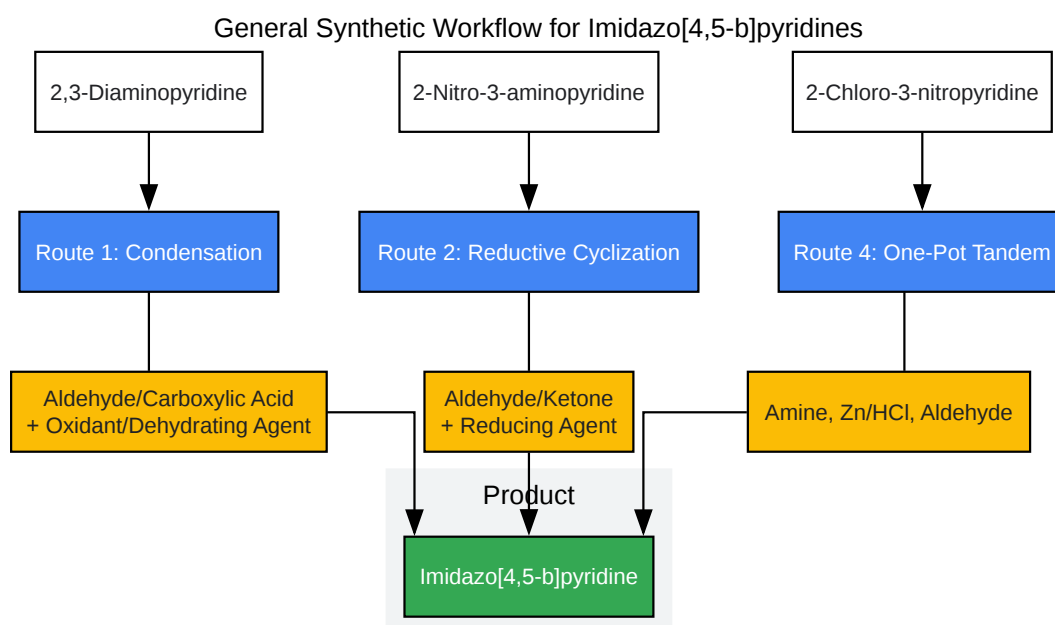 General Synthetic Workflow for Imidazo[4,5-b]pyridines
2,3-Diaminopyridine
2-Nitro-3-aminopyridine
2-Chloro-3-nitropyridine
Route 1: Condensation
Route 2: Reductive Cyclization
Route 4: One-Pot Tandem
Aldehyde/Carboxylic Acid
+ Oxidant/Dehydrating Agent
Aldehyde/Ketone
+ Reducing Agent
Amine, Zn/HCl, Aldehyde
Product
Imidazo[4,5-b]pyridine